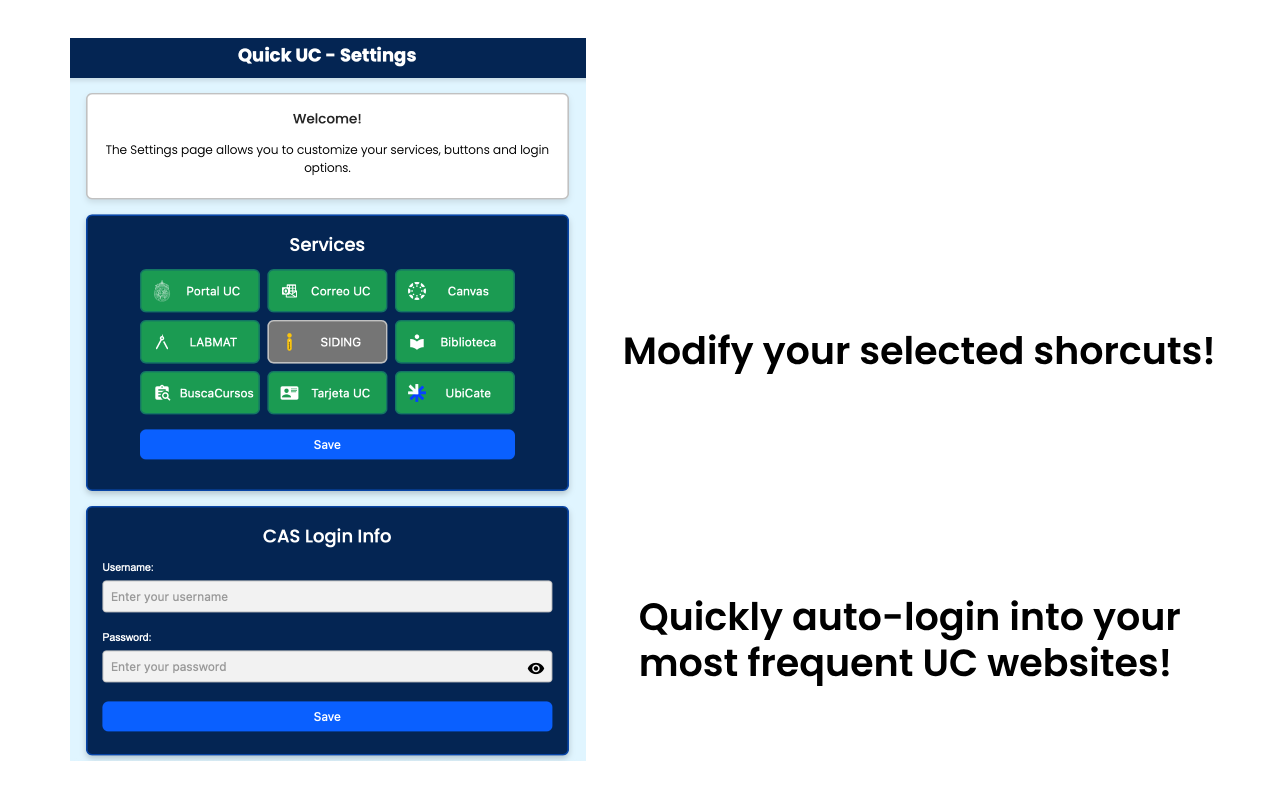 Quick UC - Settings
Welcome!
The Settings page allows you to customize your services, buttons and login
options.
Services
Portal UC
Correo UC
Canvas
LABMAT
SIDING
Biblioteca
BuscaCursos
Tarjeta UC
UbiCate
Save
CAS Login Info
Username:
Enter your username
Password:
Enter your password
Save
Modify your selected shorcuts!
Quickly auto-login into your
most frequent UC websites!